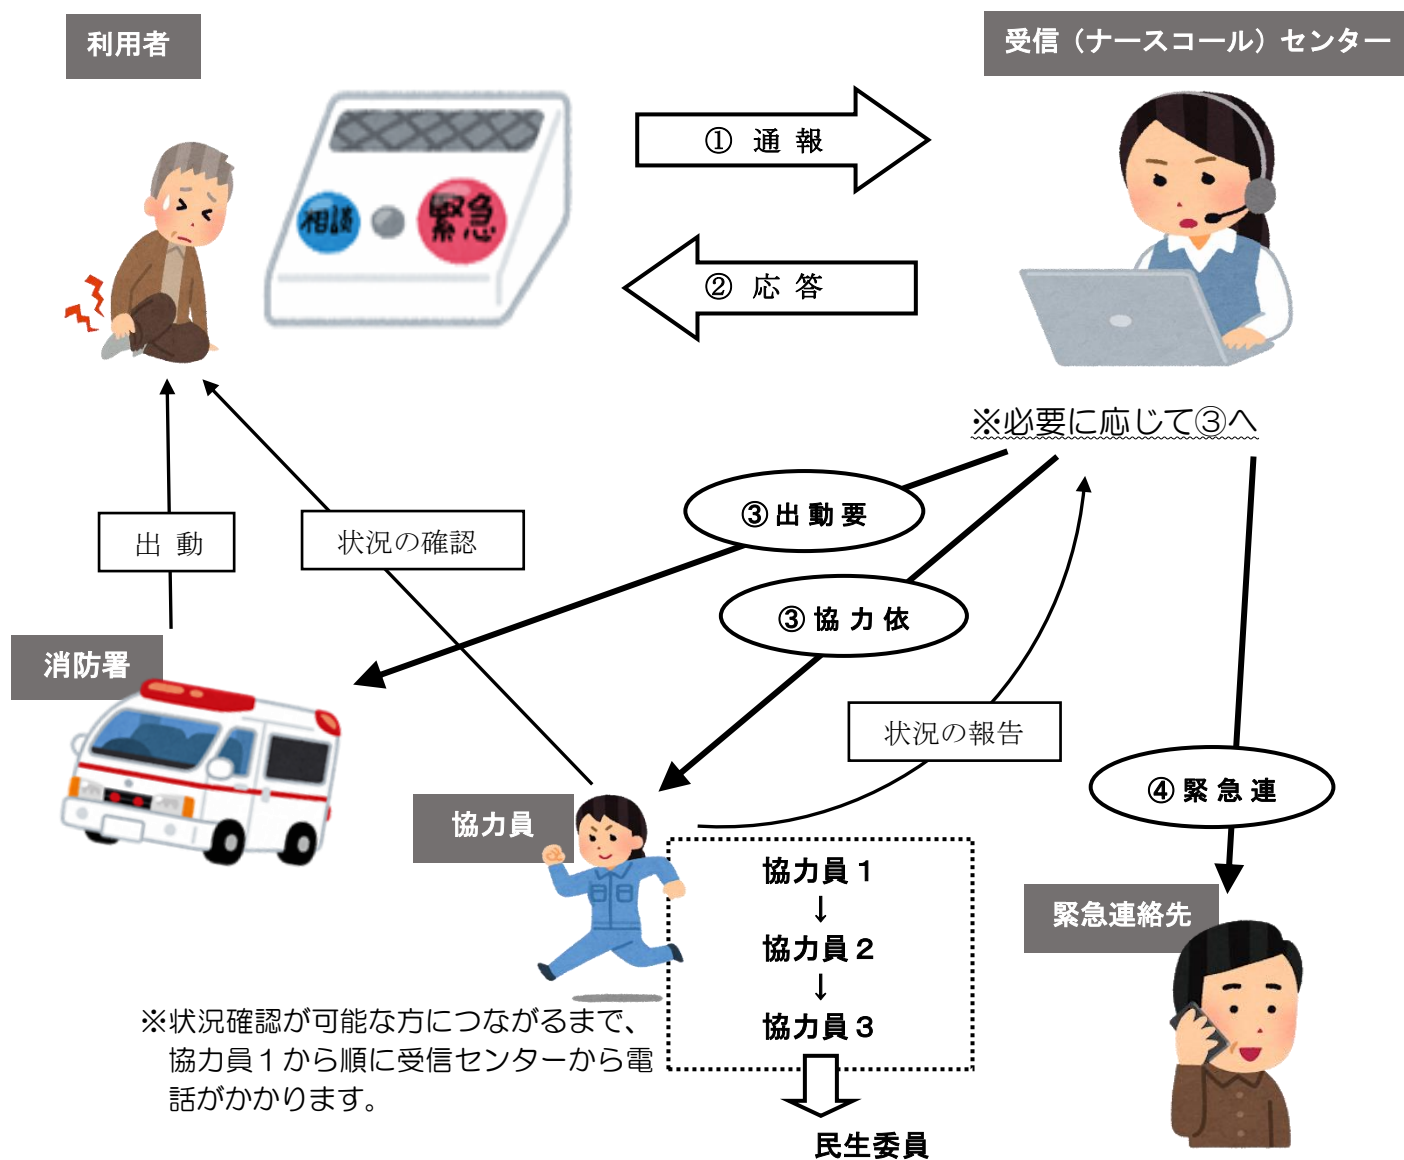 利用者
受信（ナースコール）センター
相談
緊急
① 通 報
② 応 答
※必要に応じて③へ
③出 動 要
出 動
状況の確認
③協 力 依
消防署
状況の報告
④緊 急 連
協力員
協力員１
↓
協力員２
↓
協力員３
緊急連絡先
※状況確認が可能な方につながるまで、
協力員１から順に受信センターから電
話がかかります。
民生委員